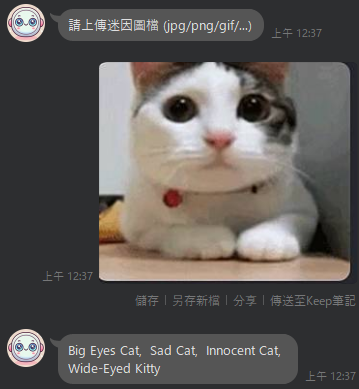 請上傳迷因圖檔 (jpg/png/gif/...)
上午 12:37
上午 12:37
儲存｜另存新檔｜分享｜傳送至Keep筆記
Big Eyes Cat,  Sad Cat,  Innocent Cat,
Wide-Eyed Kitty
上午 12:37